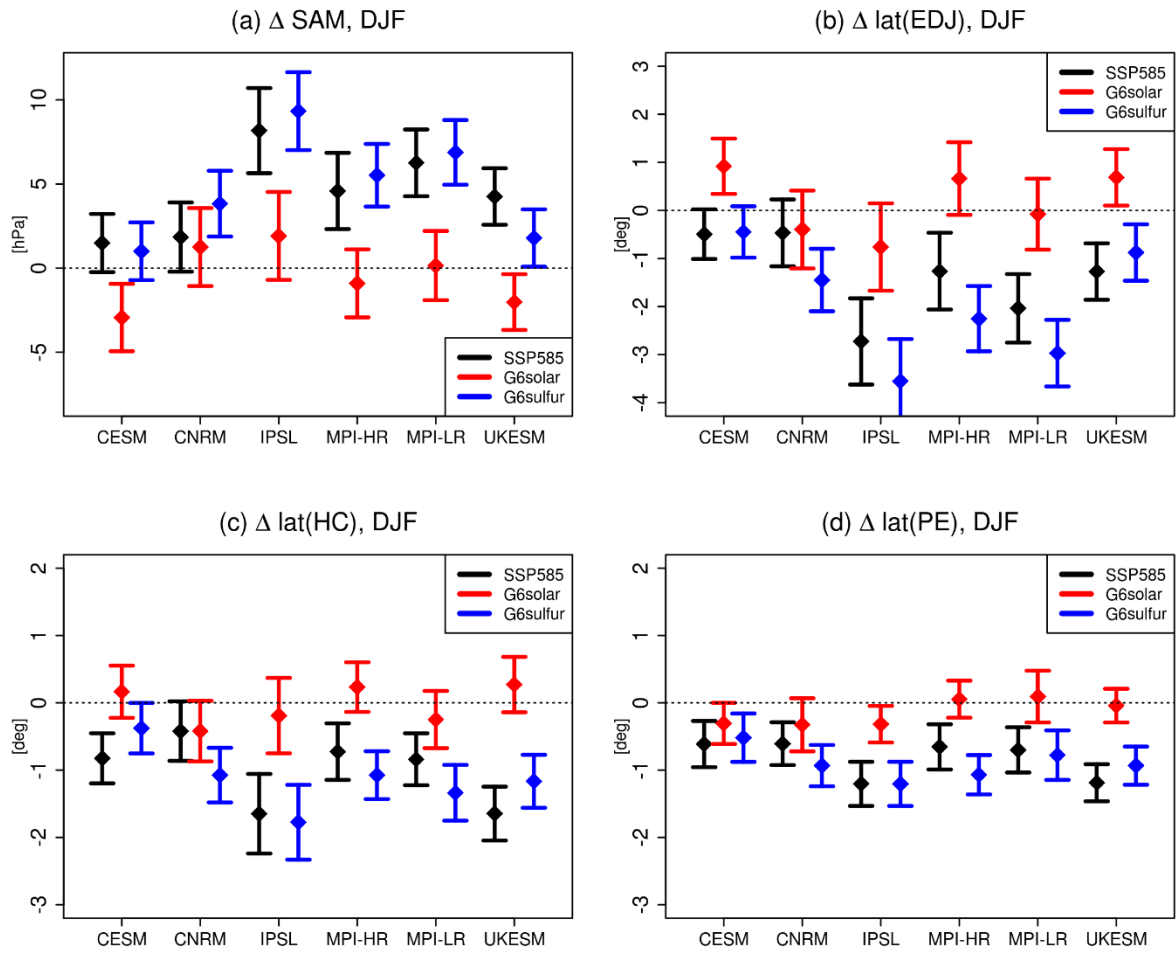 (a) Δ SAM, DJF
[hPa]
10
5
0
-5
SSP585
G6solar
G6sulfur
CESM CNRM IPSL MPI-HR MPI-LR UKESM
(b) Δ lat(EDJ), DJF
[deg]
3
2
1
0
-1
-2
-3
-4
SSP585
G6solar
G6sulfur
CESM CNRM IPSL MPI-HR MPI-LR UKESM
(c) Δ lat(HC), DJF
[deg]
2
1
0
-1
-2
-3
SSP585
G6solar
G6sulfur
CESM CNRM IPSL MPI-HR MPI-LR UKESM
(d) Δ lat(PE), DJF
[deg]
2
1
0
-1
-2
-3
SSP585
G6solar
G6sulfur
CESM CNRM IPSL MPI-HR MPI-LR UKESM